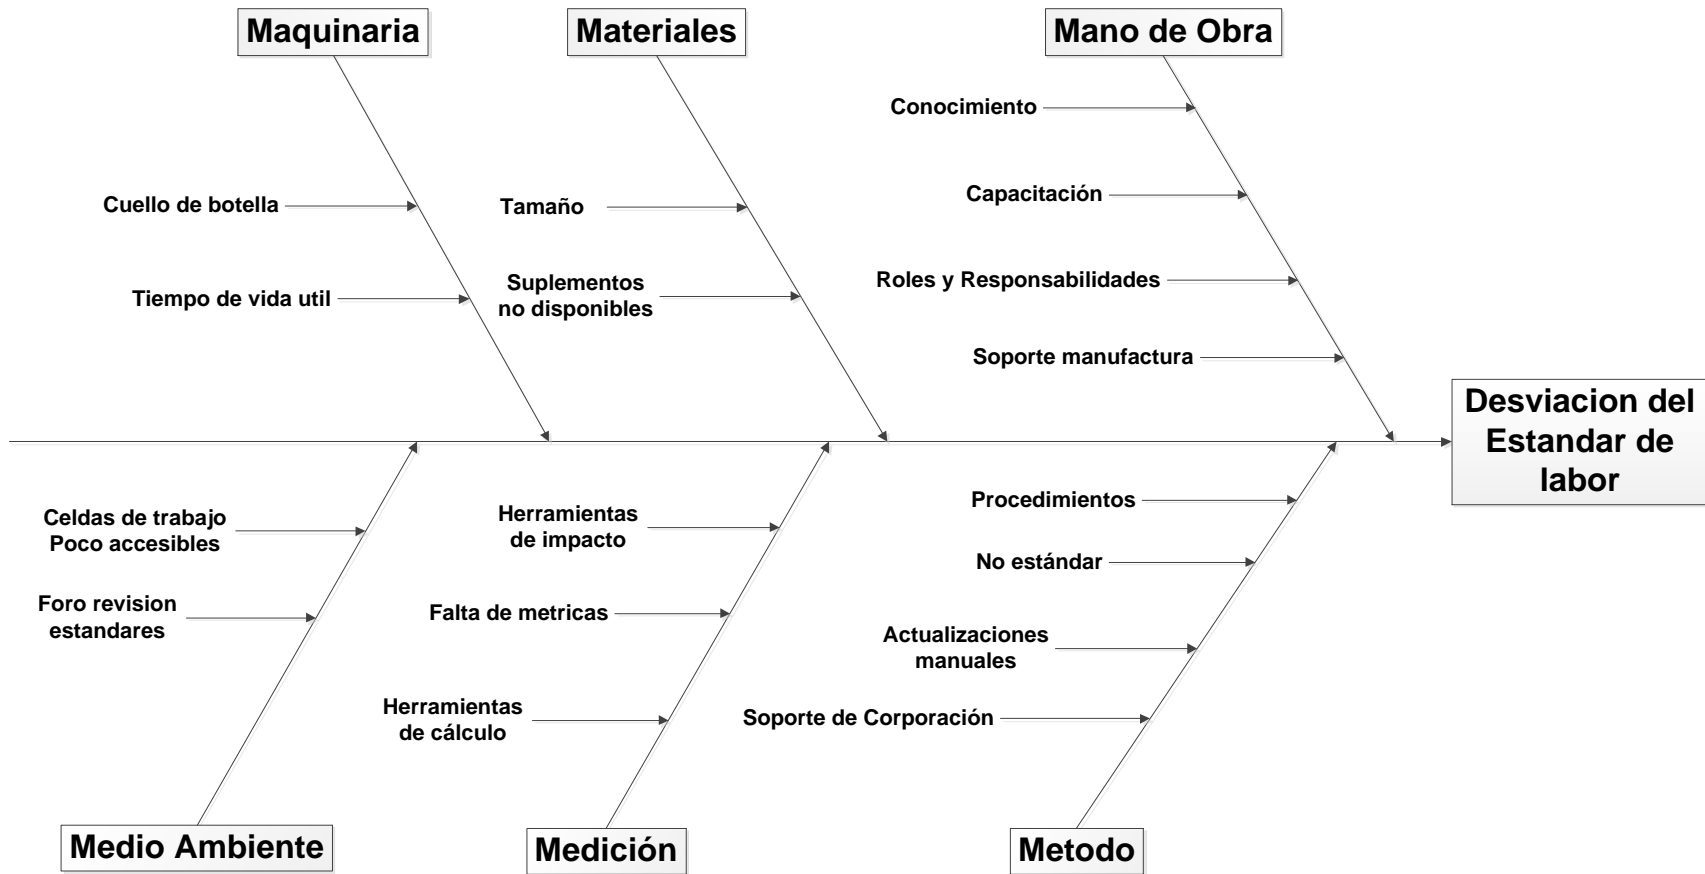 Maquinaria
Materiales
Mano de Obra
Conocimiento
Capacitación
Cuello de botella
Tamaño
Roles y Responsabilidades
Tiempo de vida util
Suplementos
no disponibles
Soporte manufactura
Desviacion del
Estandar de
labor
Celdas de trabajo
Poco accesibles
Herramientas
de impacto
Procedimientos
No estándar
Foro revision
estandares
Falta de metricas
Actualizaciones
manuales
Herramientas
de cálculo
Soporte de Corporación
Medio Ambiente
Medición
Metodo